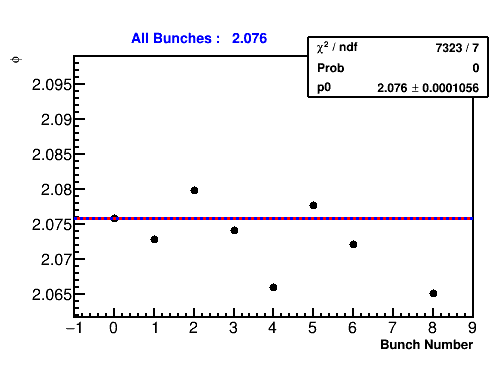 All Bunches :   2.076
χ² / ndf 7323 / 7
Prob 0
p0 2.076 ± 0.0001056
ϕ
2.095
2.09
2.085
2.08
2.075
2.07
2.065
−1 0 1 2 3 4 5 6 7 8 9
Bunch Number